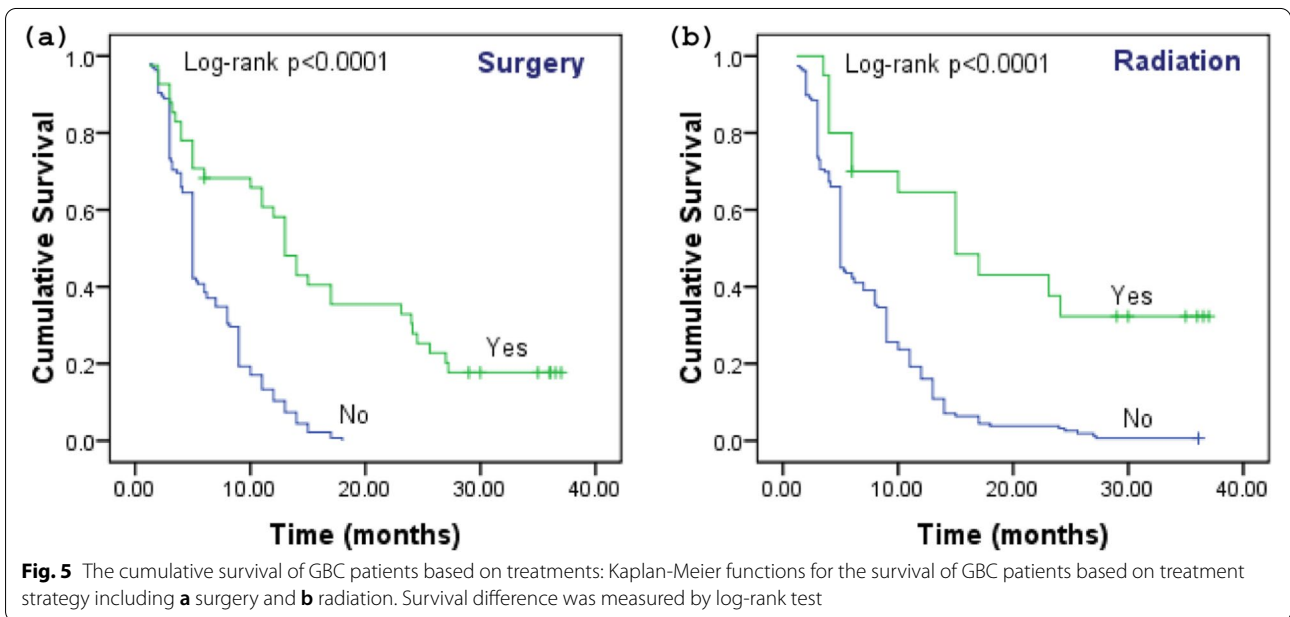 (a)
Log-rank p<0.0001
Surgery
Cumulative Survival
1.0
0.8
0.6
0.4
0.2
0.0
Yes
No
0.00 10.00 20.00 30.00 40.00
Time (months)
(b)
Log-rank p<0.0001
Radiation
Cumulative Survival
1.0
0.8
0.6
0.4
0.2
0.0
Yes
No
0.00 10.00 20.00 30.00 40.00
Time (months)
Fig. 5 The cumulative survival of GBC patients based on treatments: Kaplan-Meier functions for the survival of GBC patients based on treatment
strategy including a surgery and b radiation. Survival difference was measured by log-rank test